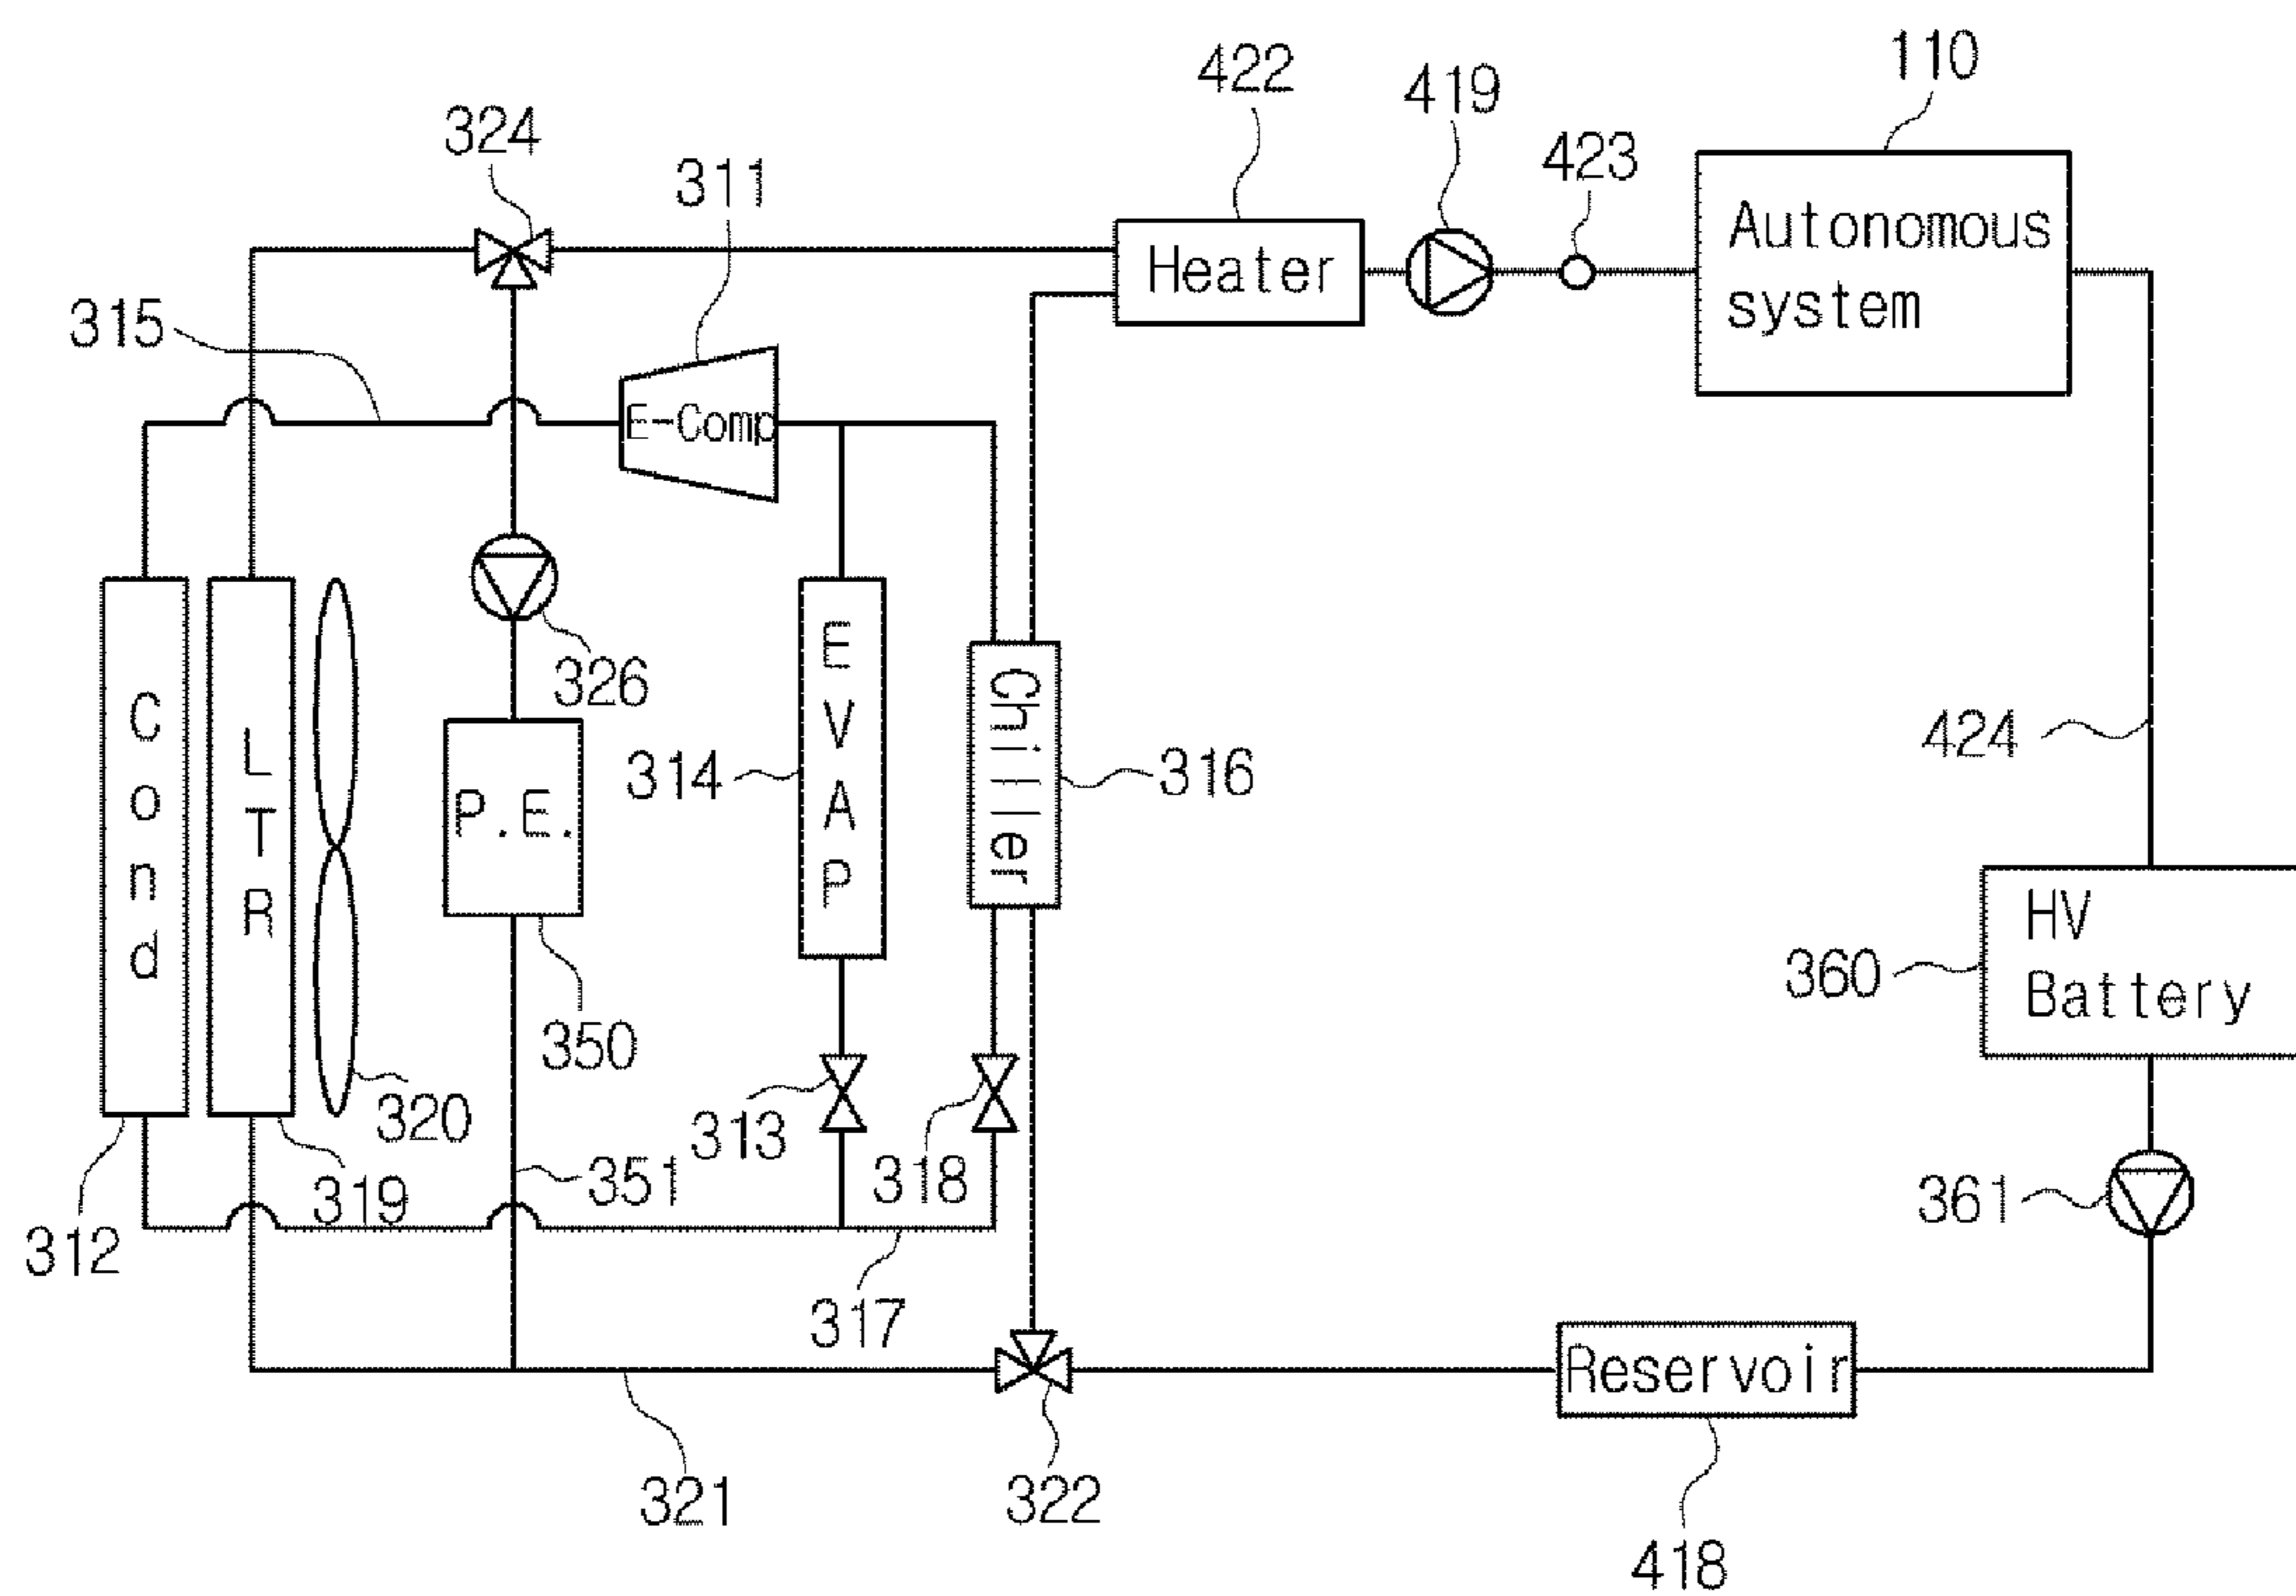 110
422
419
324
423
311
Autonomous
system
Heater
315
E-Comp
EVAP
326
Chiller
Cond
424
LTR
314
316
P.E.
HV
Battery
360
350
320
313
318
351
319
361
312
317
Reservoir
321
322
418